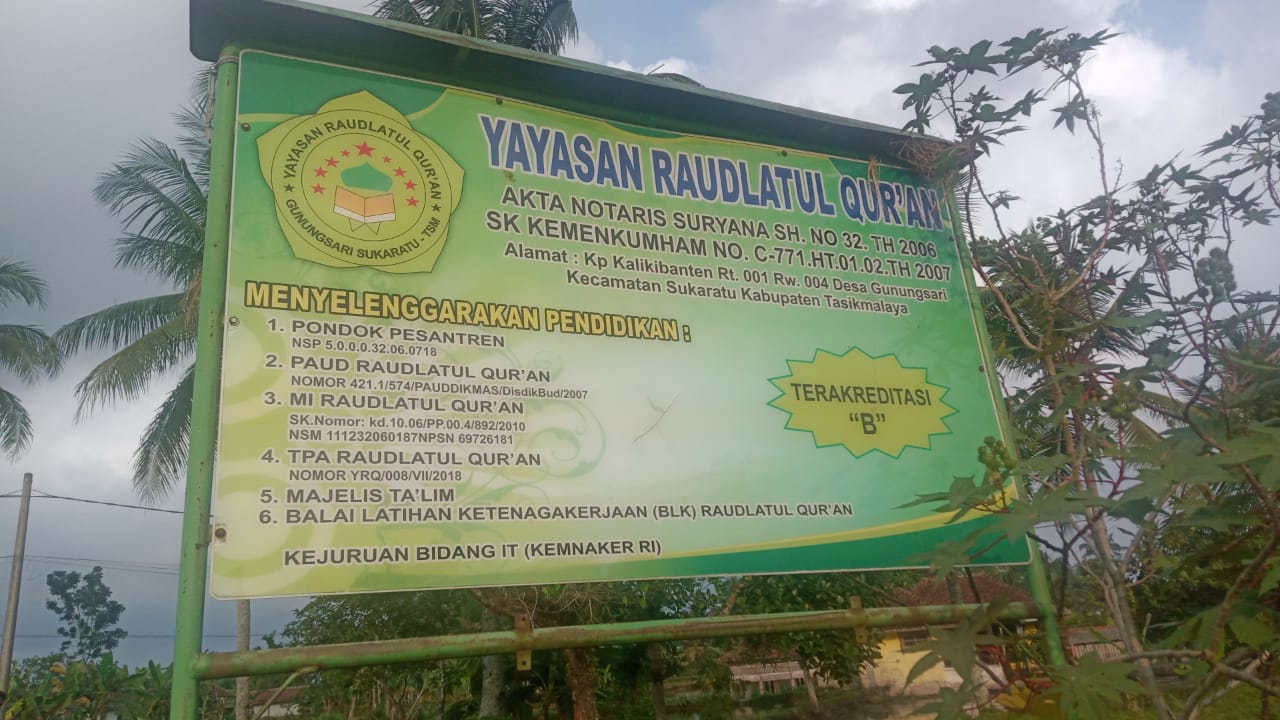 YAYASAN RAUDLATUL QUR'AN
GUNUNGSARI SUKARATU - TSM
YAYASAN RAUDLATUL QUR'AN
AKTA NOTARIS SURYANA SH. NO 32. TH 2006
SK KEMENKUMHAM NO. C-771.HT.01.02.TH 2007
Alamat : Kp Kalikibanten Rt. 001 Rw. 004 Desa Gunungsari
Kecamatan Sukaratu Kabupaten Tasikmalaya
MENYELENGGARAKAN PENDIDIKAN :
1. PONDOK PESANTREN
NSP 5.0.0.0.32.06.0718
2. PAUD RAUDLATUL QUR'AN
NOMOR 421.1/574/PAUDDIKMAS/DisdikBud/2007
3. MI RAUDLATUL QUR'AN
SK.Nomor: kd.10.06/PP.00.4/892/2010
NSM 111232060187NPSN 69726181
4. TPA RAUDLATUL QUR'AN
NOMOR YRQ/008/VII/2018
5. MAJELIS TA'LIM
6. BALAI LATIHAN KETENAGAKERJAAN (BLK) RAUDLATUL QUR'AN
KEJURUAN BIDANG IT (KEMNAKER RI)
TERAKREDITASI
"B"